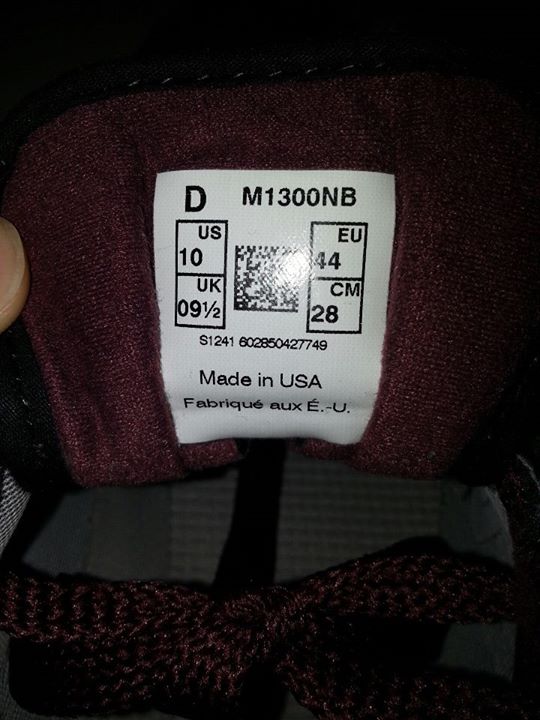 D M1300NB
US EU
10 44
UK CM
09½ 28
S1241 602850427749
Made in USA
Fabriqué aux É.-U.